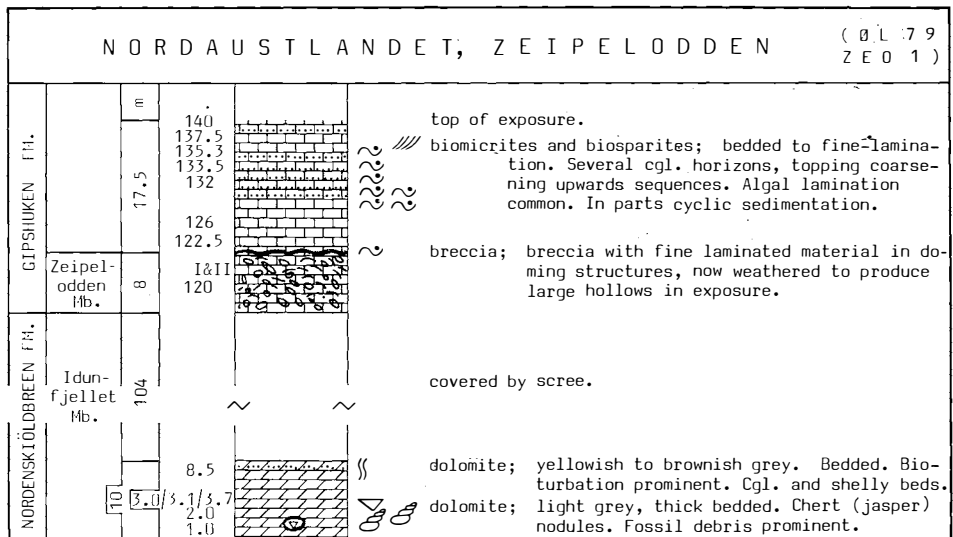 NORDAUSTLANDET, ZEIPELODDEN
(ØL 79
ZEO 1)
GIPSHUKEN FM.
NORDENSKIÖLDBREEN FM.
Zeipel-
odden
Mb.
Idun-
fjellet
Mb.
m
17.5
8
104
10
140
137.5
135.3
133.5
132
126
122.5
I&II
120
8.5
3.0/3.1/3.7
2.0
1.0
top of exposure.
biomicrites and biosparites; bedded to fine-lamina-
tion. Several cgl. horizons, topping coarse-
ning upwards sequences. Algal lamination
common. In parts cyclic sedimentation.
breccia; breccia with fine laminated material in do-
ming structures, now weathered to produce
large hollows in exposure.
covered by scree.
dolomite; yellowish to brownish grey. Bedded. Bio-
turbation prominent. Cgl. and shelly beds.
dolomite; light grey, thick bedded. Chert (jasper)
nodules. Fossil debris prominent.